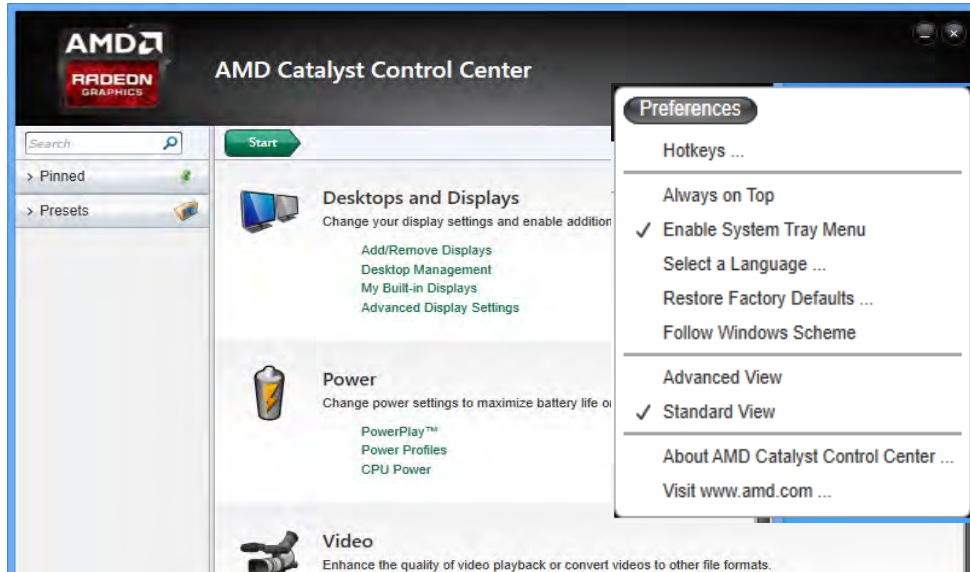 AMD
RADEON
GRAPHICS
AMD Catalyst Control Center
Search
Start
> Pinned
> Presets
Desktops and Displays
Change your display settings and enable addition
Add/Remove Displays
Desktop Management
My Built-in Displays
Advanced Display Settings
Power
Change power settings to maximize battery life o
PowerPlay™
Power Profiles
CPU Power
Video
Enhance the quality of video playback or convert videos to other file formats.
Preferences
Hotkeys ...
Always on Top
✓ Enable System Tray Menu
Select a Language ...
Restore Factory Defaults ...
Follow Windows Scheme
Advanced View
✓ Standard View
About AMD Catalyst Control Center ...
Visit www.amd.com ...